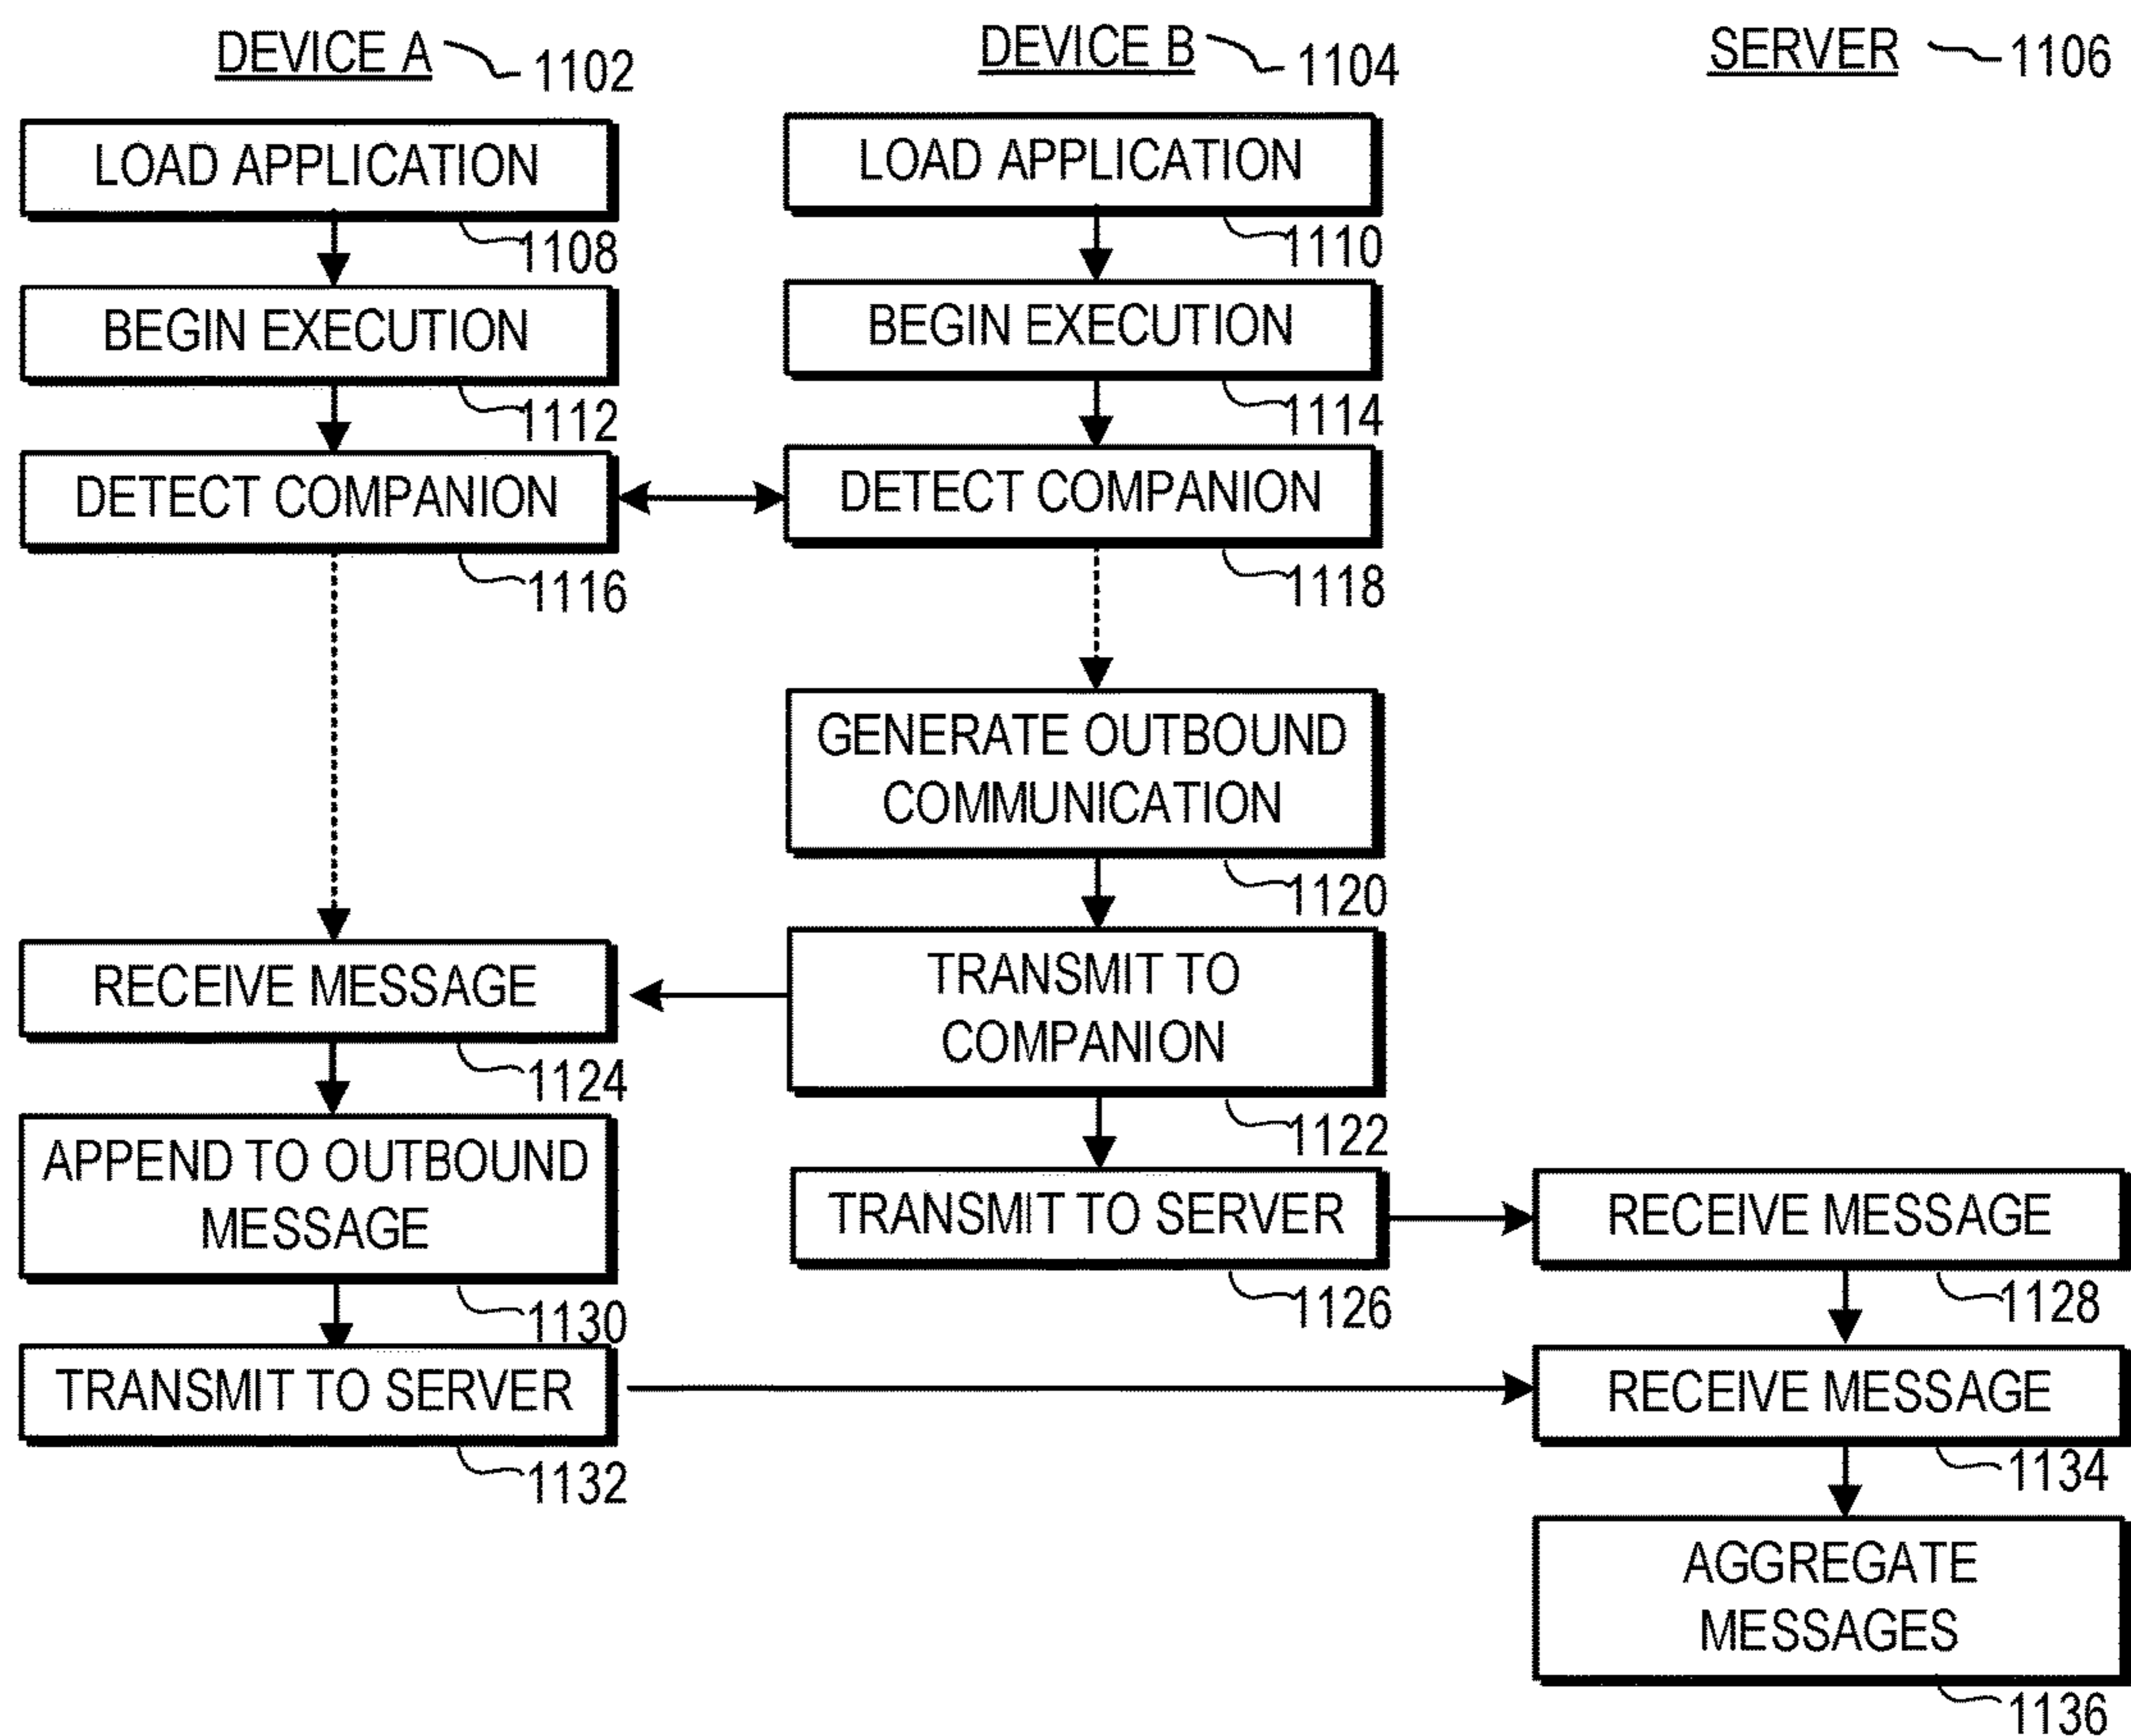 DEVICE A 1102
DEVICE B 1104
SERVER 1106
LOAD APPLICATION
1108
LOAD APPLICATION
1110
BEGIN EXECUTION
1112
BEGIN EXECUTION
1114
DETECT COMPANION
1116
DETECT COMPANION
1118
GENERATE OUTBOUND
COMMUNICATION
1120
RECEIVE MESSAGE
1124
TRANSMIT TO
COMPANION
1122
APPEND TO OUTBOUND
MESSAGE
1130
TRANSMIT TO SERVER
1126
RECEIVE MESSAGE
1128
TRANSMIT TO SERVER
1132
RECEIVE MESSAGE
1134
AGGREGATE
MESSAGES
1136